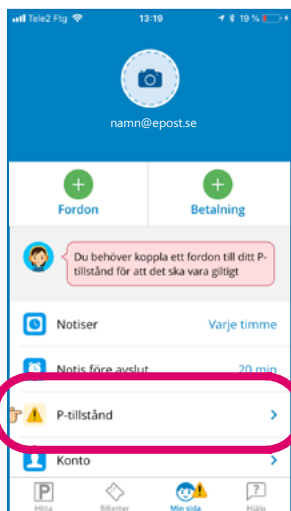 Tele2 Ftg 13:19 19 %
namn@epost.se
Fordon Betalning
Du behöver koppla ett fordon till ditt P-
tillstånd för att det ska vara giltigt
Notiser Varje timme
Notis före avslut 20 min
P-tillstånd
Konto
P
Hitta Biljetter Min sida Hjälp